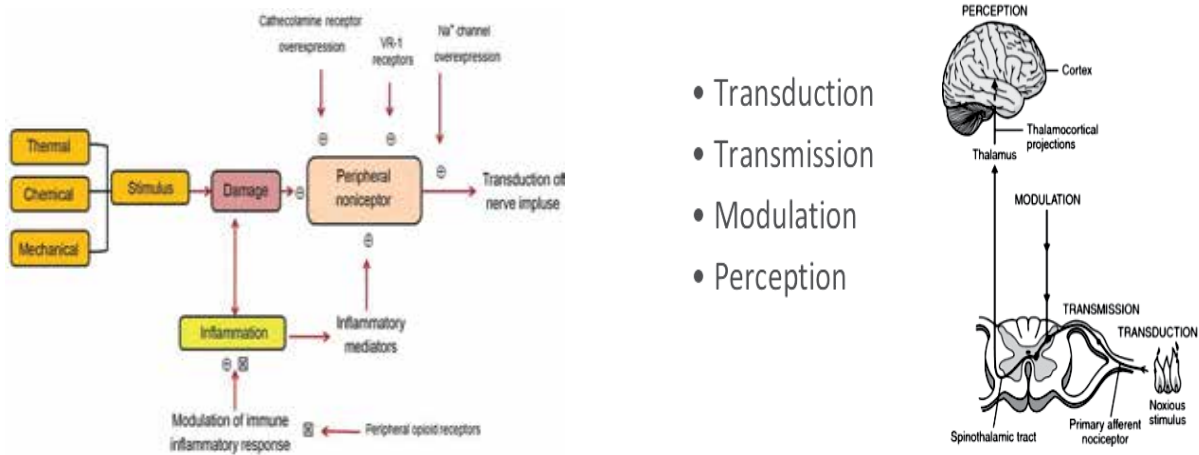 Cathecolamine receptor
overexpression
VR-1
receptors
Na⁺ channel
overexpression
Thermal
Chemical
Mechanical
Stimulus
Damage
Peripheral
noniceptor
Transduction off
nerve impluse
Inflammation
Inflammatory
mediators
Modulation of immune
inflammatory response
Peripheral opioid receptors
• Transduction
• Transmission
• Modulation
• Perception
PERCEPTION
Cortex
Thalamocortical
projections
Thalamus
MODULATION
TRANSMISSION
TRANSDUCTION
Noxious
stimulus
Primary afferent
nociceptor
Spinothalamic tract